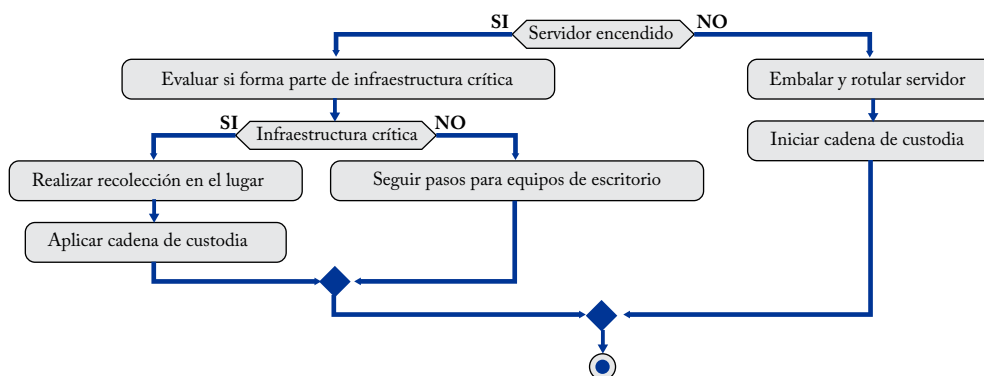 SI
Servidor encendido
NO
Evaluar si forma parte de infraestructura crítica
Embalar y rotular servidor
SI
Infraestructura crítica
NO
Iniciar cadena de custodia
Realizar recolección en el lugar
Seguir pasos para equipos de escritorio
Aplicar cadena de custodia